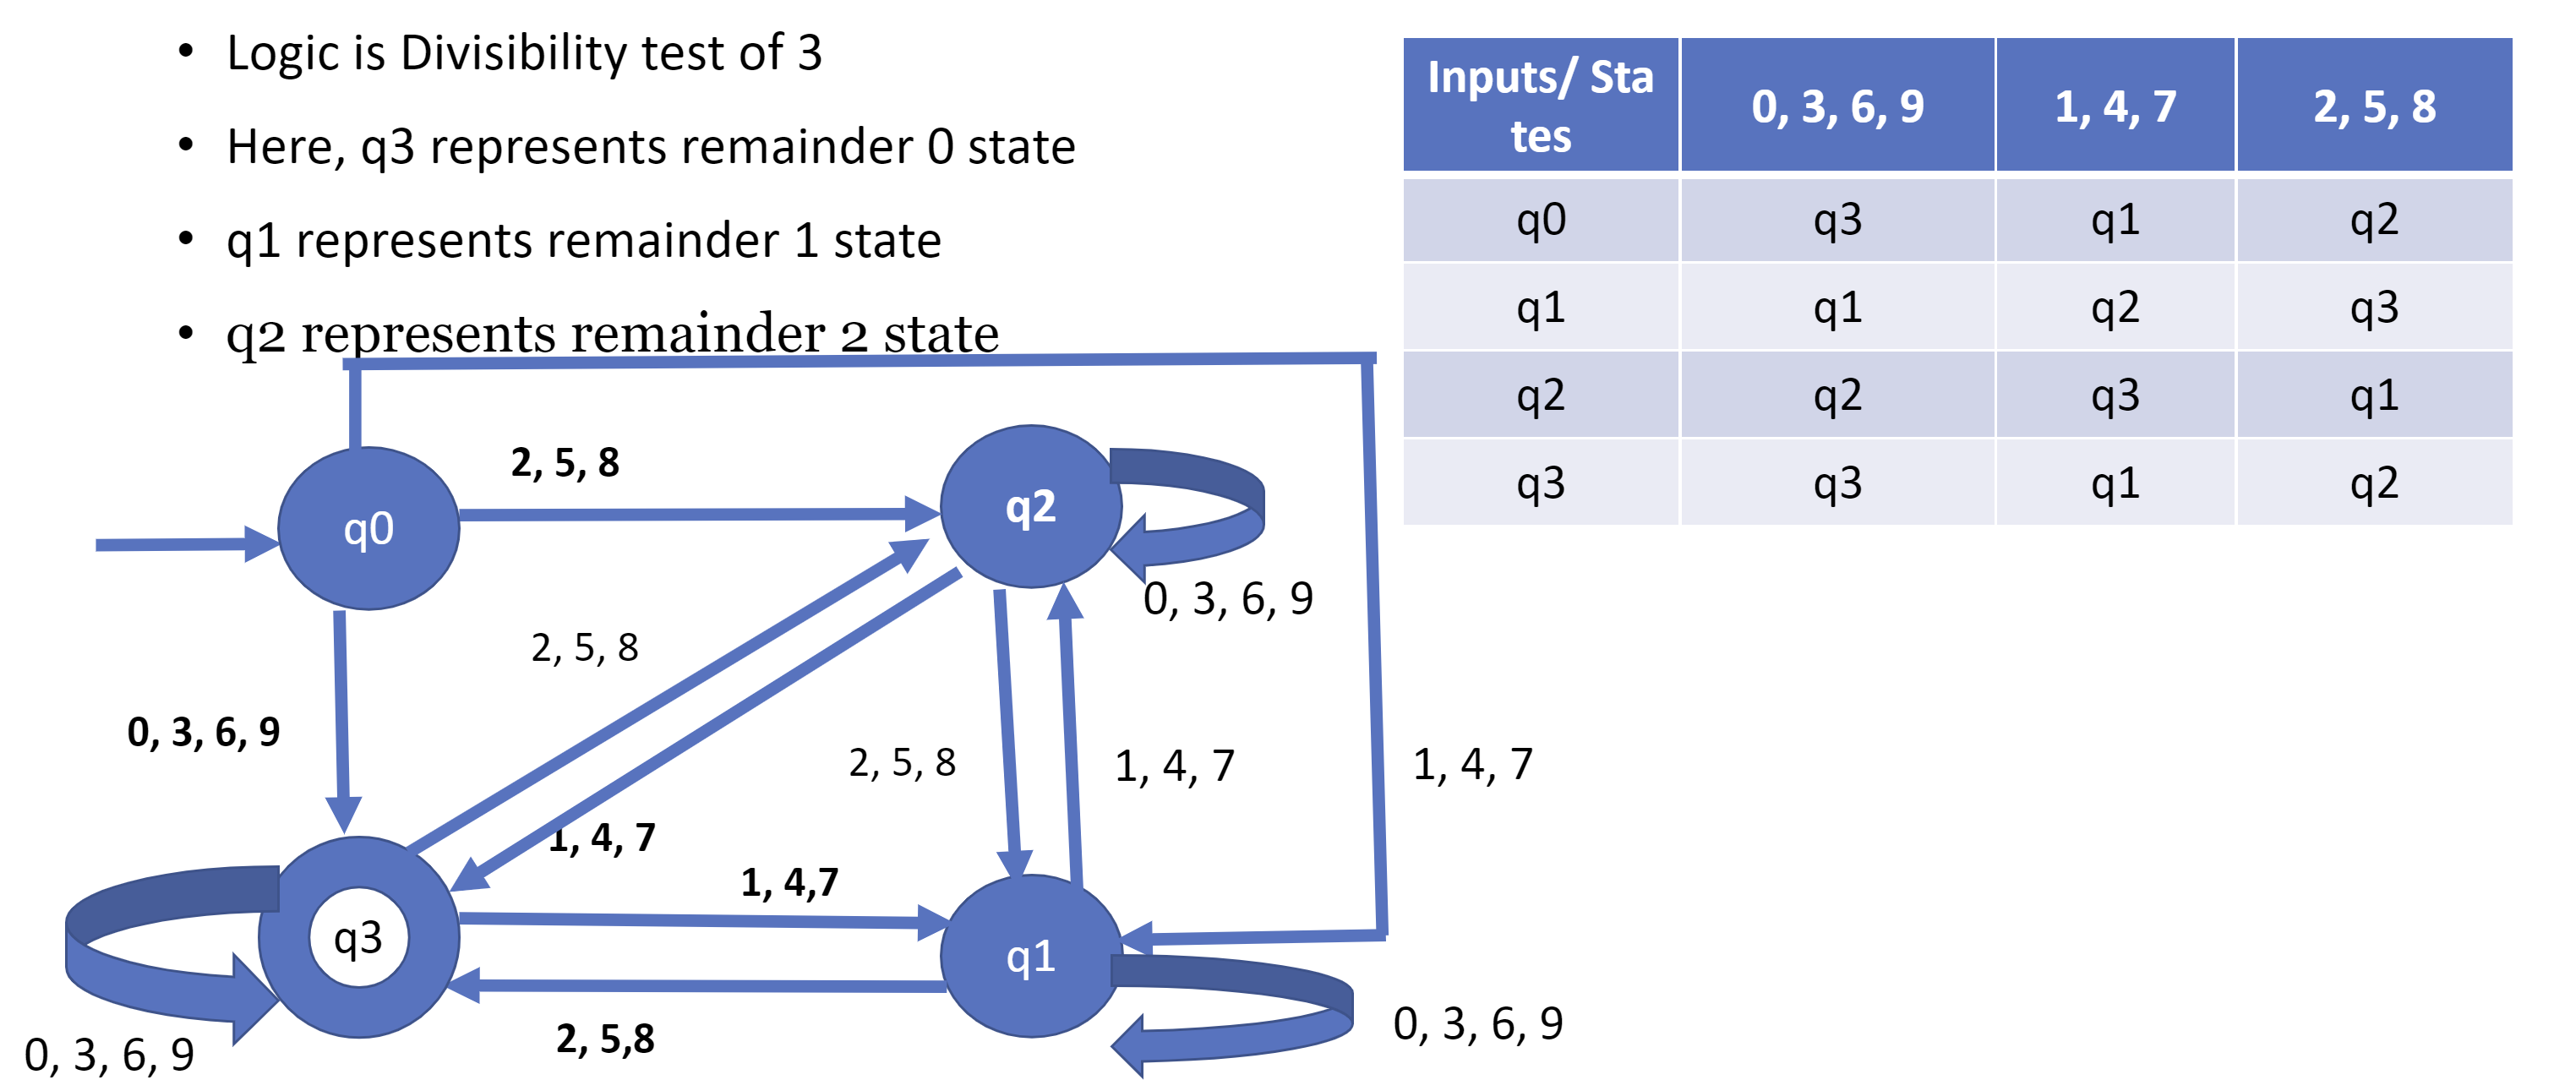 • Logic is Divisibility test of 3
• Here, q3 represents remainder 0 state
• q1 represents remainder 1 state
• q2 represents remainder 2 state
Inputs/ Sta
tes
0, 3, 6, 9
1, 4, 7
2, 5, 8
q0
q3
q1
q2
q1
q1
q2
q3
q2
q2
q3
q1
q3
q3
q1
q2
2, 5, 8
q0
q2
0, 3, 6, 9
2, 5, 8
0, 3, 6, 9
2, 5, 8
1, 4, 7
1, 4, 7
1, 4, 7
1, 4,7
q3
q1
0, 3, 6, 9
2, 5,8
0, 3, 6, 9